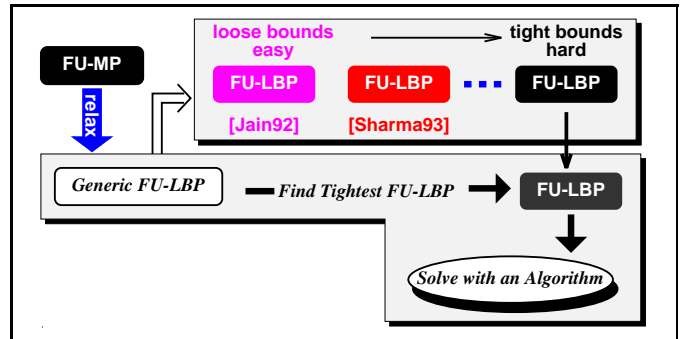 loose bounds
easy
tight bounds
hard
FU-MP
FU-LBP
FU-LBP
FU-LBP
relax
[Jain92]
[Sharma93]
Generic FU-LBP
Find Tightest FU-LBP
FU-LBP
Solve with an Algorithm